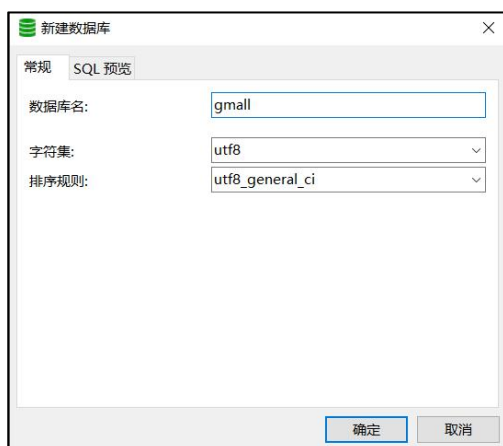 新建数据库
常规 SQL 预览
数据库名: gmall
字符集: utf8
排序规则: utf8_general_ci
确定 取消